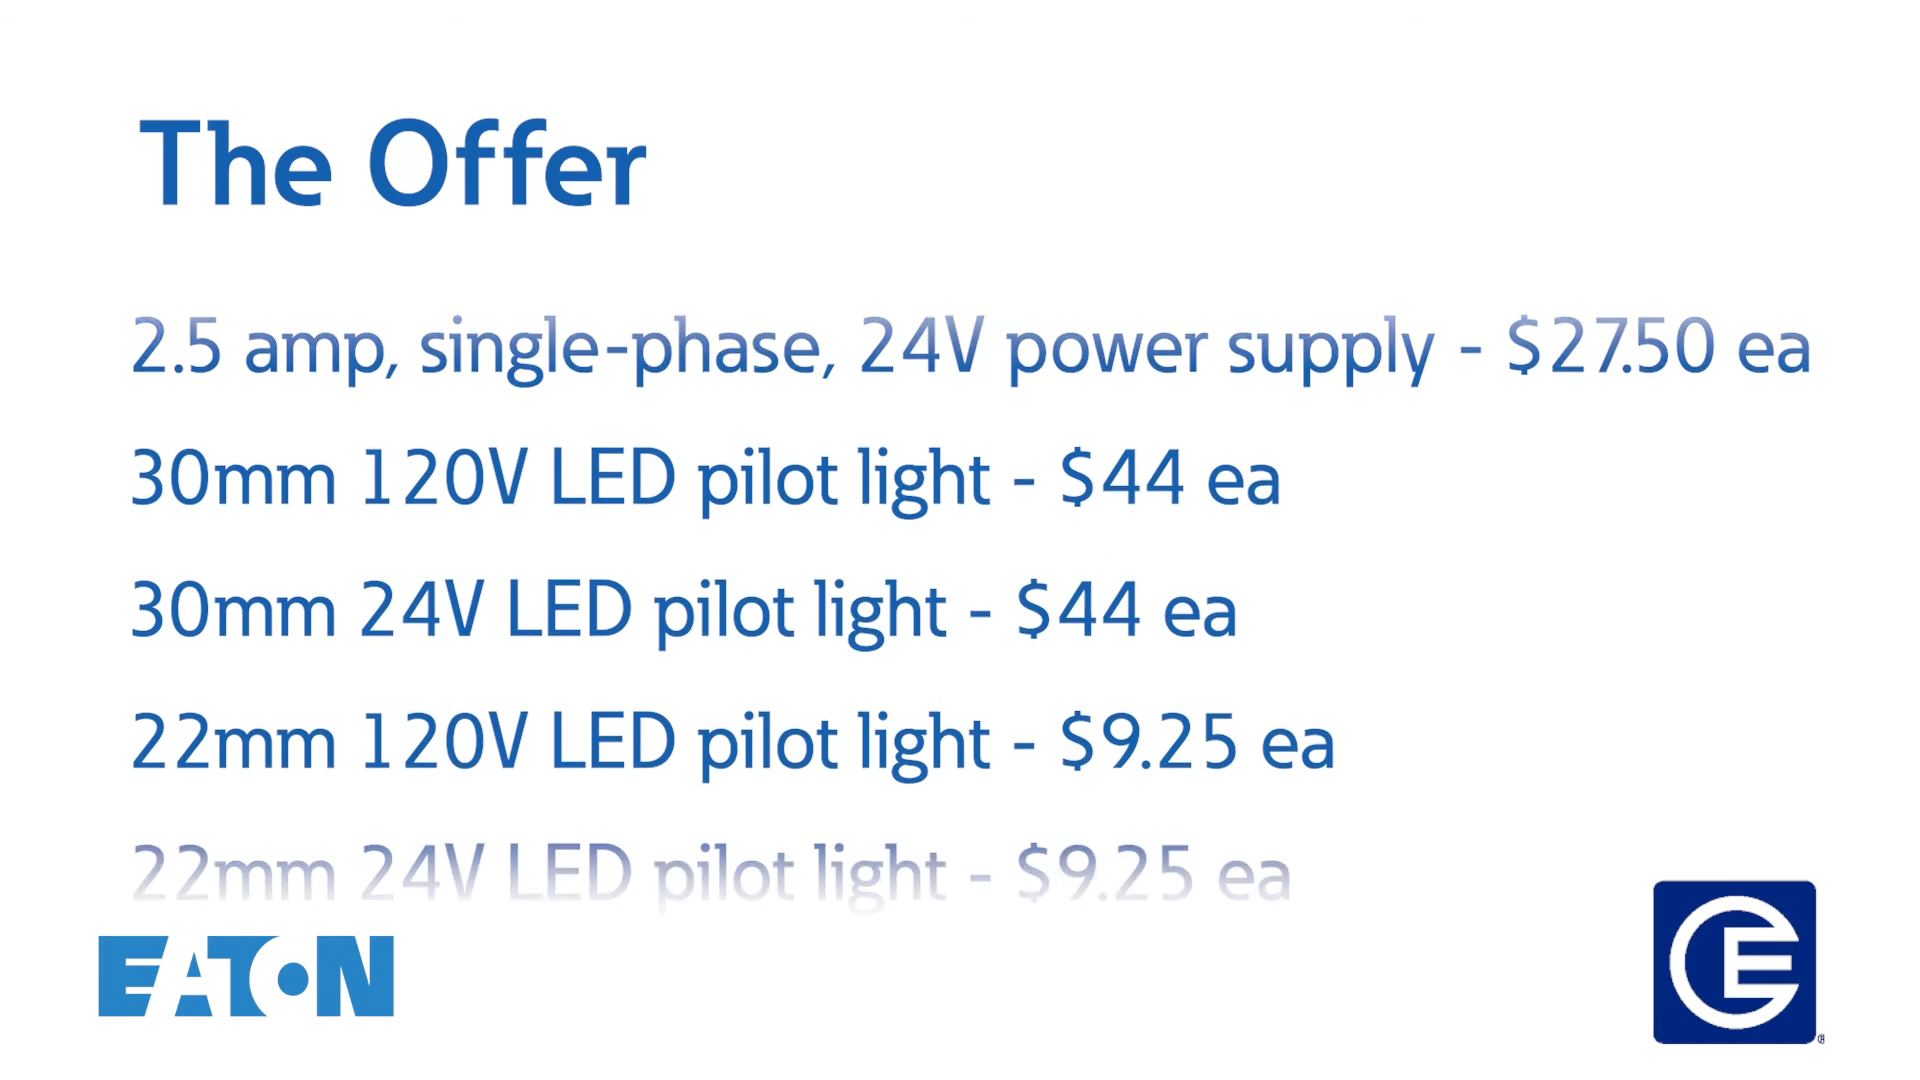 The Offer
2.5 amp, single-phase, 24V power supply - $27.50 ea
30mm 120V LED pilot light - $44 ea
30mm 24V LED pilot light - $44 ea
22mm 120V LED pilot light - $9.25 ea
22mm 24V LED pilot light - $9.25 ea
EATON
CE